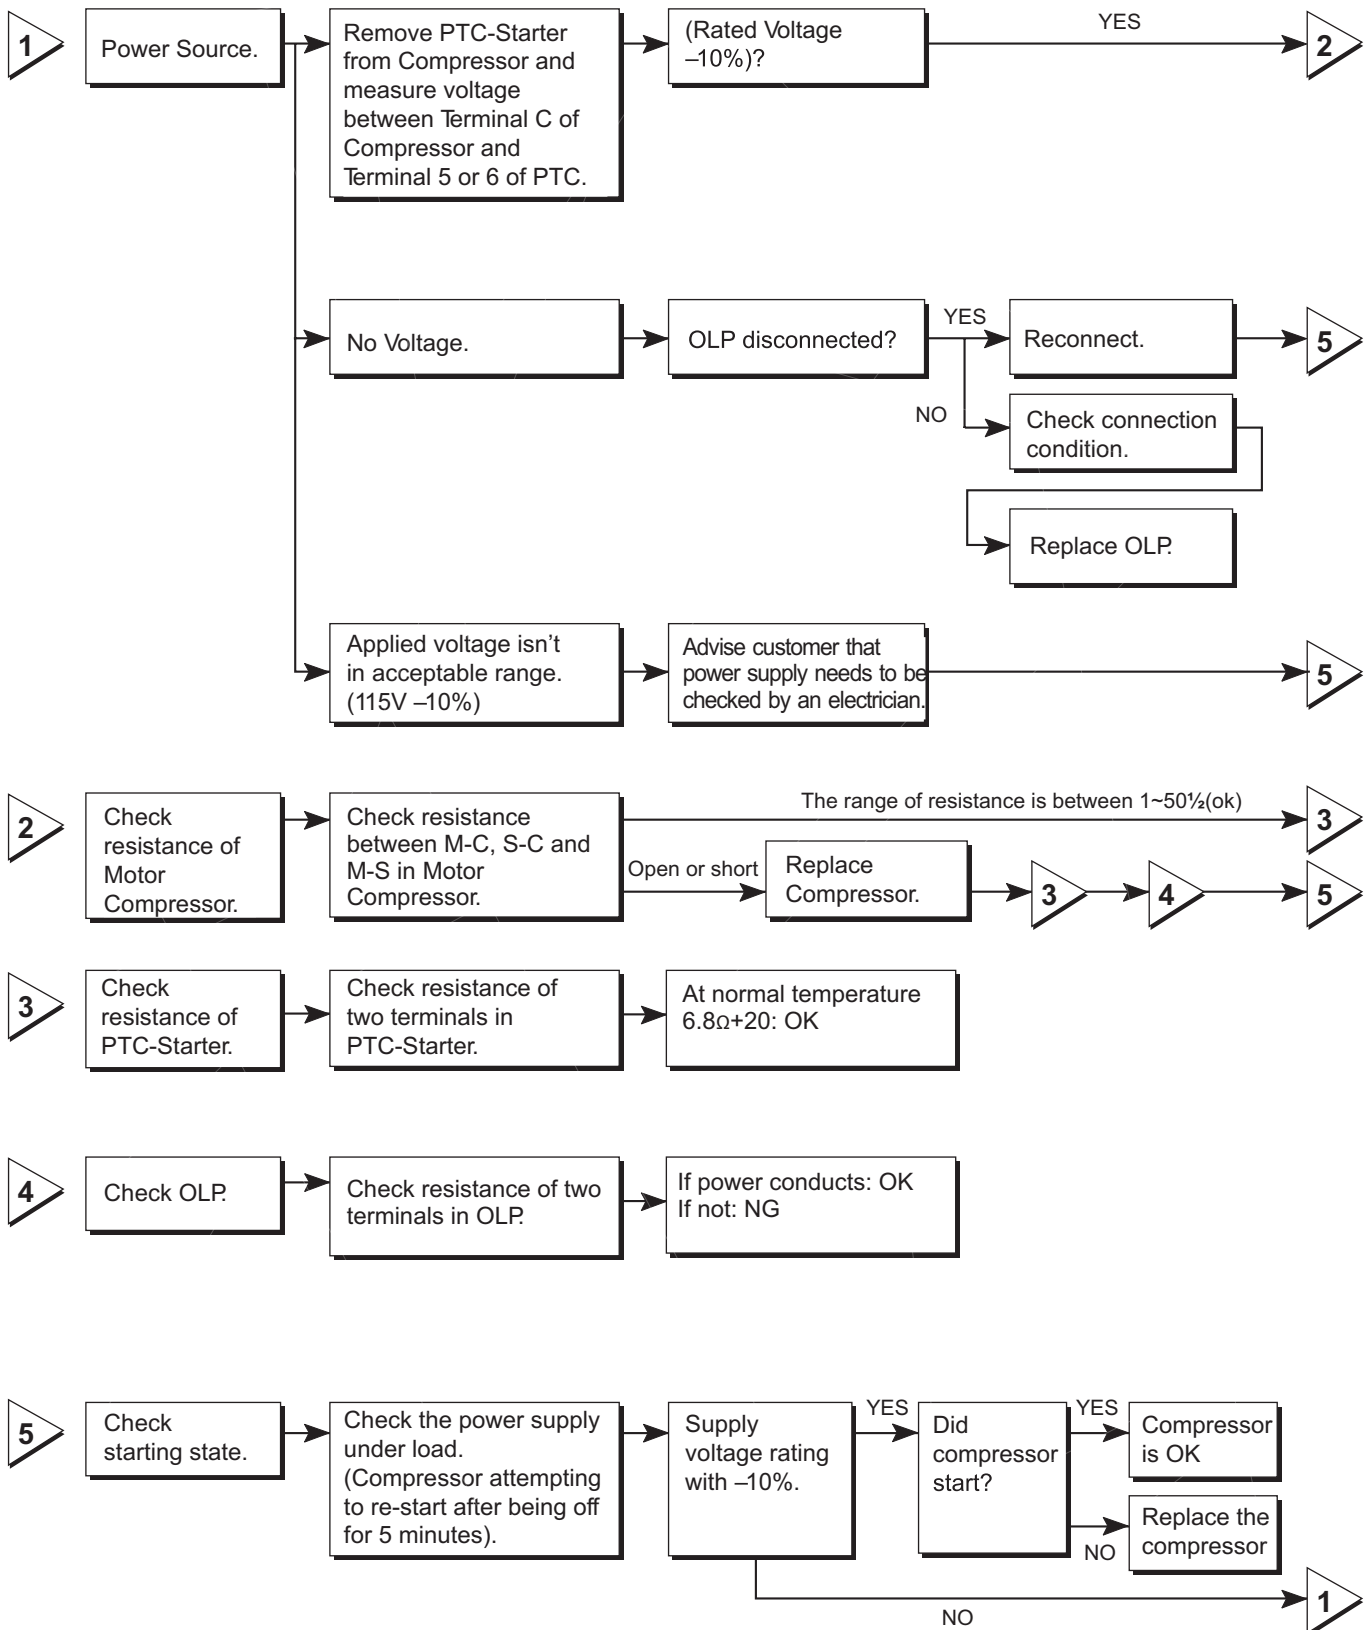 1
Power Source.
Remove PTC-Starter
from Compressor and
measure voltage
between Terminal C of
Compressor and
Terminal 5 or 6 of PTC.
(Rated Voltage
–10%)?
YES
2
No Voltage.
OLP disconnected?
YES
Reconnect.
5
NO
Check connection
condition.
Replace OLP.
Applied voltage isn’t
in acceptable range.
(115V –10%)
Advise customer that
power supply needs to be
checked by an electrician.
5
2
Check
resistance of
Motor
Compressor.
Check resistance
between M-C, S-C and
M-S in Motor
Compressor.
The range of resistance is between 1~50½(ok)
3
Open or short
Replace
Compressor.
3
4
5
3
Check
resistance of
PTC-Starter.
Check resistance of
two terminals in
PTC-Starter.
At normal temperature
6.8Ω+20: OK
4
Check OLP.
Check resistance of two
terminals in OLP.
If power conducts: OK
If not: NG
5
Check
starting state.
Check the power supply
under load.
(Compressor attempting
to re-start after being off
for 5 minutes).
Supply
voltage rating
with –10%.
YES
Did
compressor
start?
YES
Compressor
is OK
NO
Replace the
compressor
NO
1